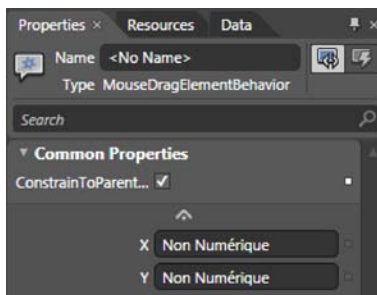 Properties × Resources Data
Name <No Name>
Type MouseDragElementBehavior
Search
Common Properties
ConstrainToParent...
X Non Numérique
Y Non Numérique